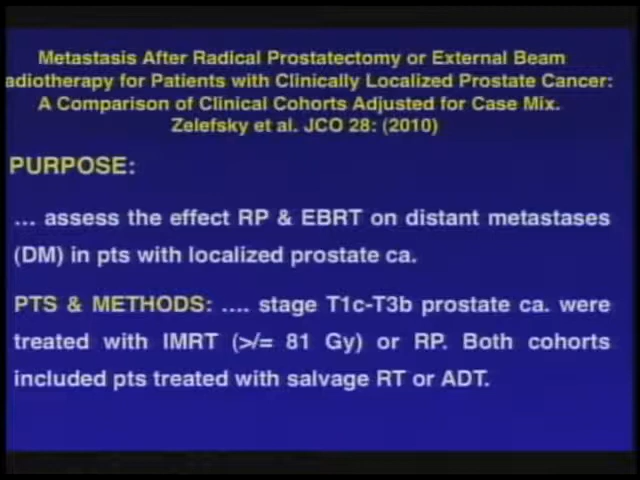 Metastasis After Radical Prostatectomy or External Beam
adiotherapy for Patients with Clinically Localized Prostate Cancer:
A Comparison of Clinical Cohorts Adjusted for Case Mix.
Zelefsky et al. JCO 28: (2010)
PURPOSE:
... assess the effect RP & EBRT on distant metastases
(DM) in pts with localized prostate ca.
PTS & METHODS: .... stage T1c-T3b prostate ca. were
treated with IMRT (>/= 81 Gy) or RP. Both cohorts
included pts treated with salvage RT or ADT.